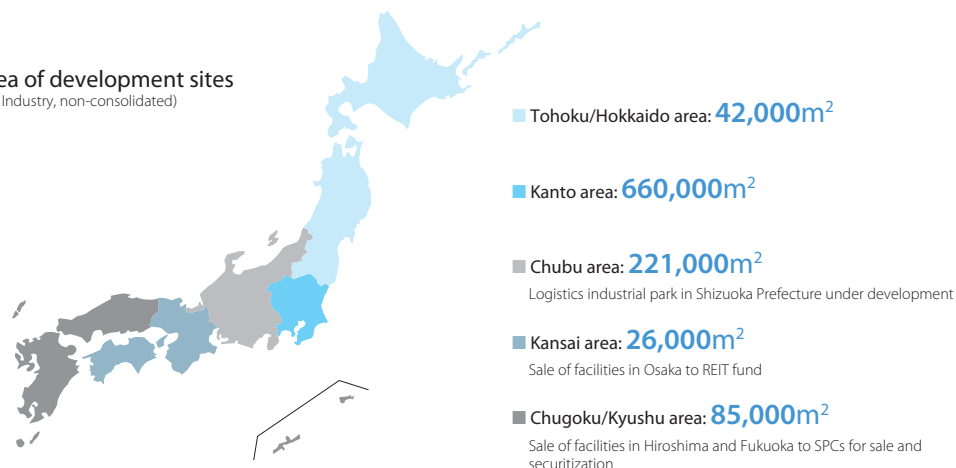 of development sites
Industry, non-consolidated)
Tohoku/Hokkaido area: 42,000m²
Kanto area: 660,000m²
Chubu area: 221,000m²
Logistics industrial park in Shizuoka Prefecture under development
Kansai area: 26,000m²
Sale of facilities in Osaka to REIT fund
Chugoku/Kyushu area: 85,000m²
Sale of facilities in Hiroshima and Fukuoka to SPCs for sale and
securitization